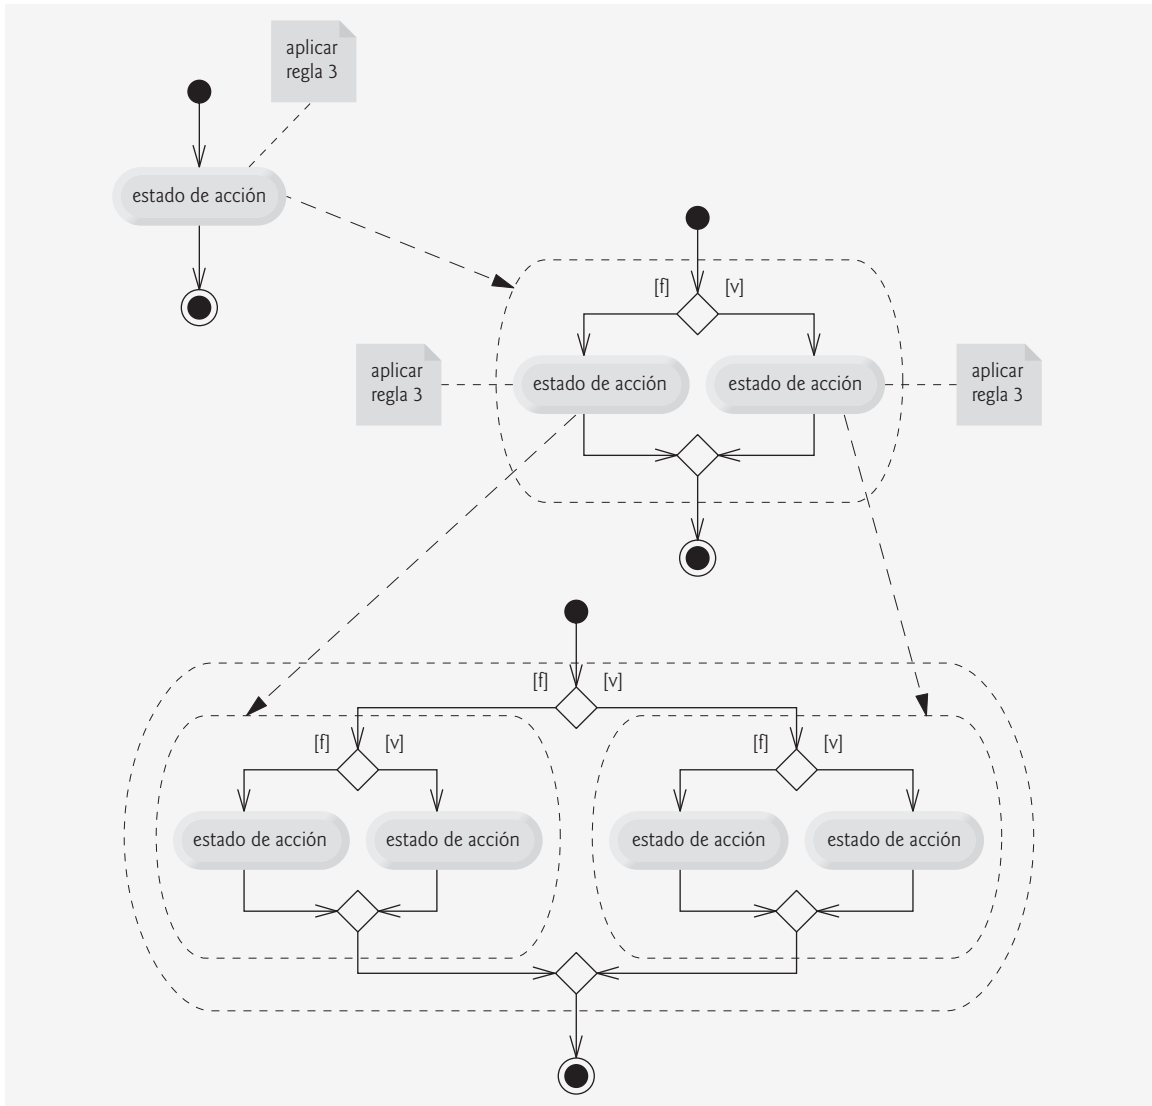 aplicar
regla 3
estado de acción
[f]
[v]
aplicar
regla 3
estado de acción
estado de acción
aplicar
regla 3
[f]
[v]
[f]
[v]
[f]
[v]
estado de acción
estado de acción
estado de acción
estado de acción